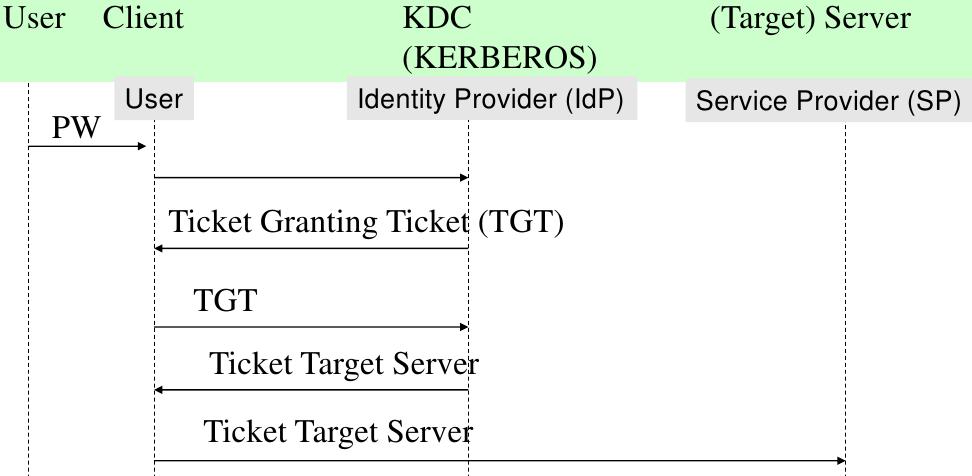 User Client KDC (Target) Server
(KERBEROS)
User Identity Provider (IdP) Service Provider (SP)
PW
Ticket Granting Ticket (TGT)
TGT
Ticket Target Server
Ticket Target Server